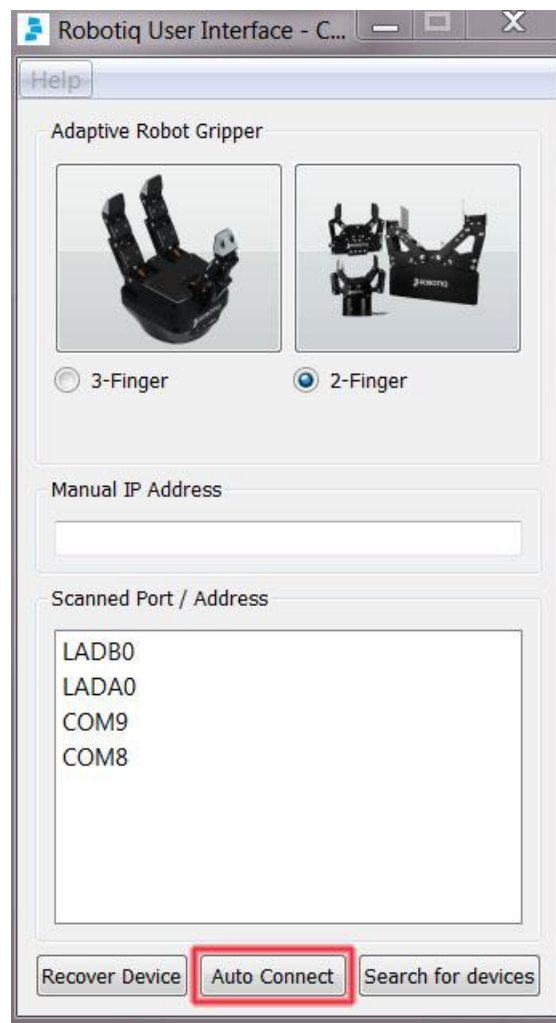 Robotiq User Interface - C...
Help
Adaptive Robot Gripper
ROBOTIQ
3-Finger
2-Finger
Manual IP Address
Scanned Port / Address
LADB0
LADA0
COM9
COM8
Recover Device Auto Connect Search for devices